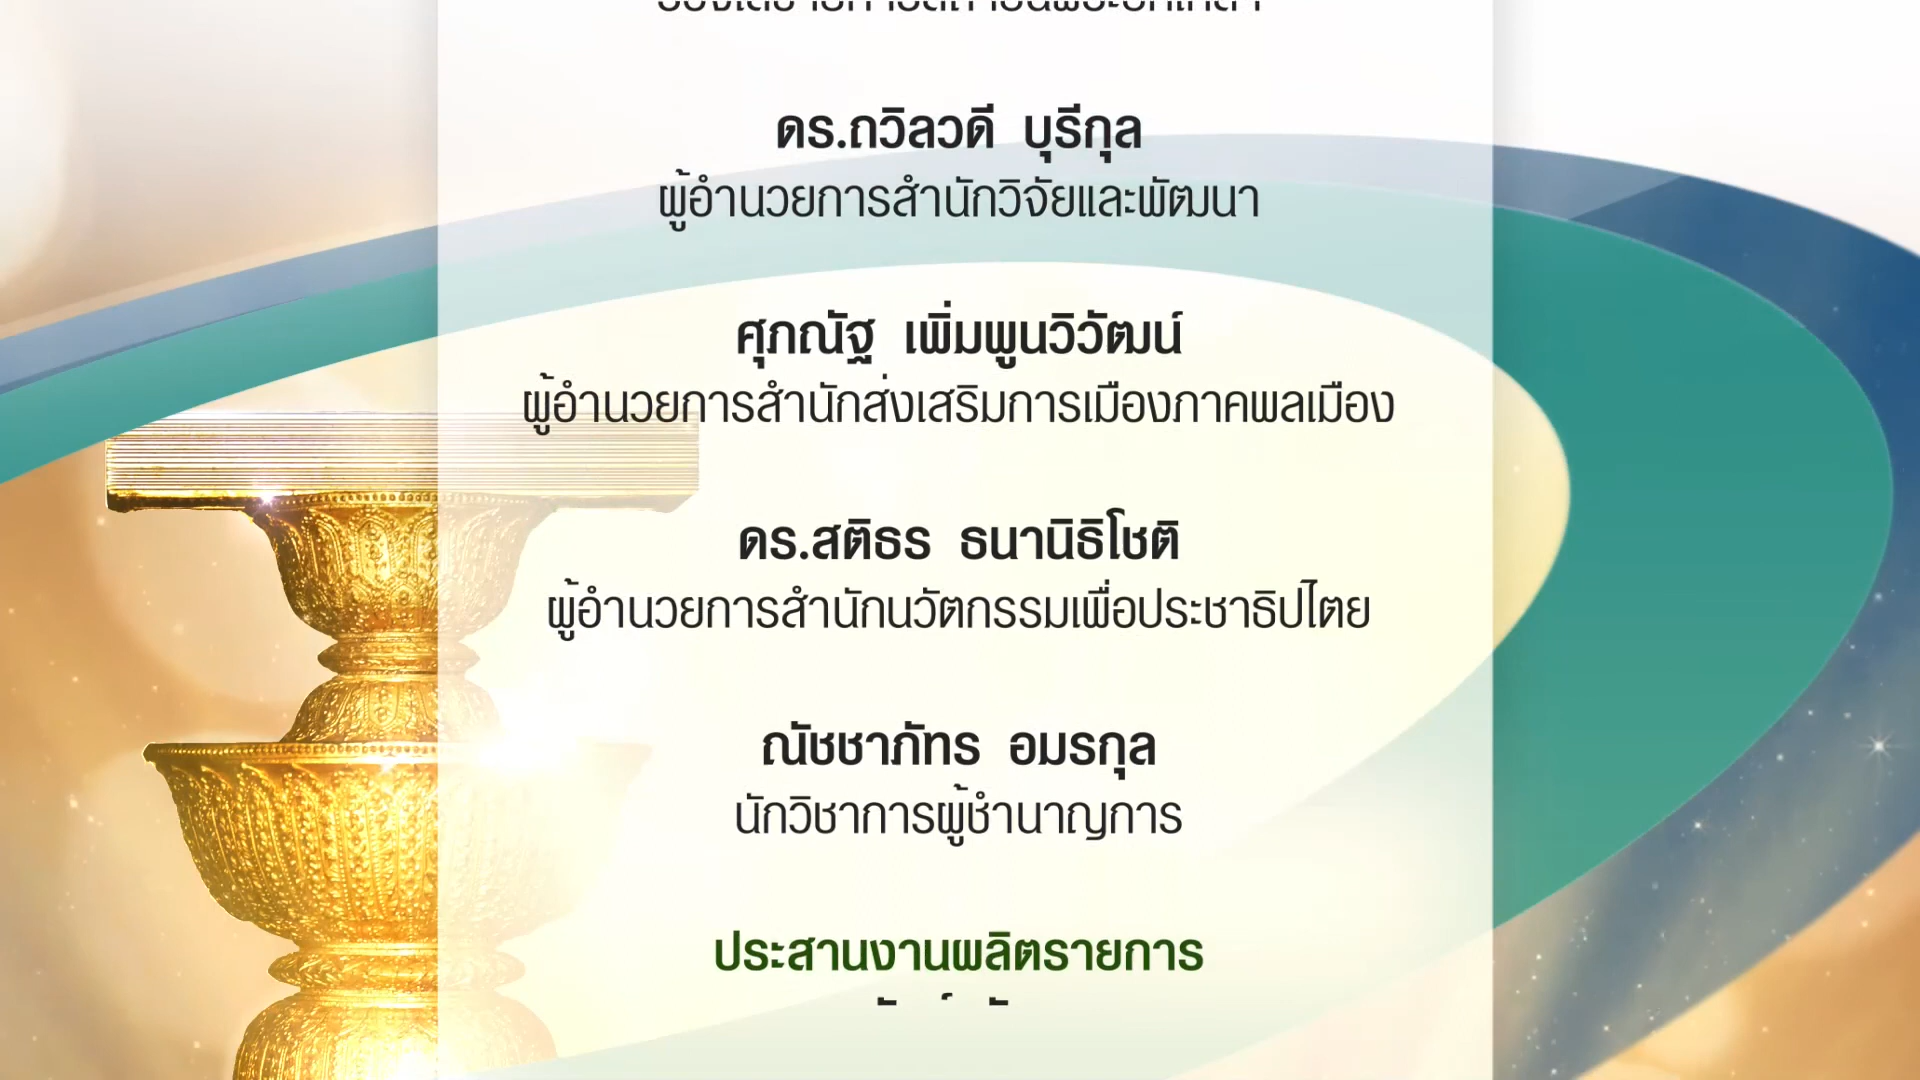 ดร.ถวิลวดี บุรีกุล
ผู้อำนวยการสำนักวิจัยและพัฒนา
ศุภณัฐ เพิ่มพูนวิวัฒน์
ผู้อำนวยการสำนักส่งเสริมการเมืองภาคพลเมือง
ดร.สติธร ธนานิธิโชติ
ผู้อำนวยการสำนักนวัตกรรมเพื่อประชาธิปไตย
ณัชชาภัทร อมรกุล
นักวิชาการผู้ชำนาญการ
ประสานงานผลิตรายการ